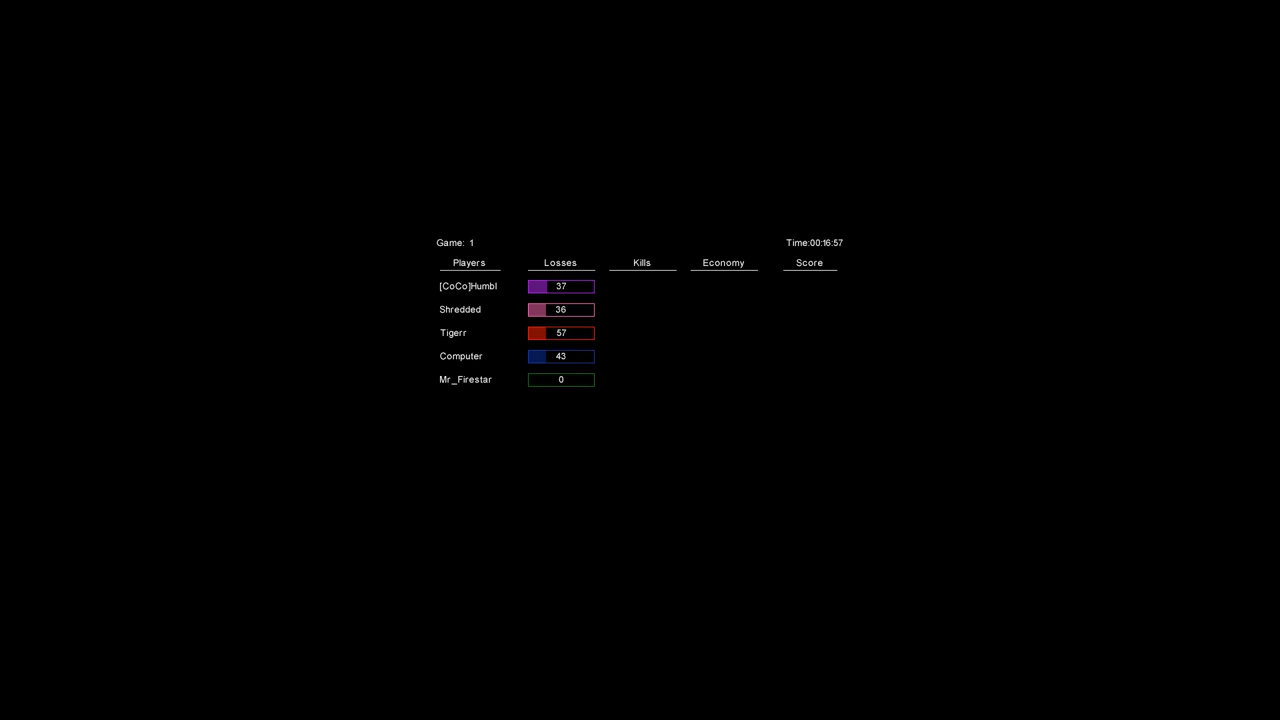 Game: 1 Time:00:16:57
Players Losses Kills Economy Score
[CoCo]Humbl 37
Shredded 36
Tigerr 57
Computer 43
Mr_Firestar 0